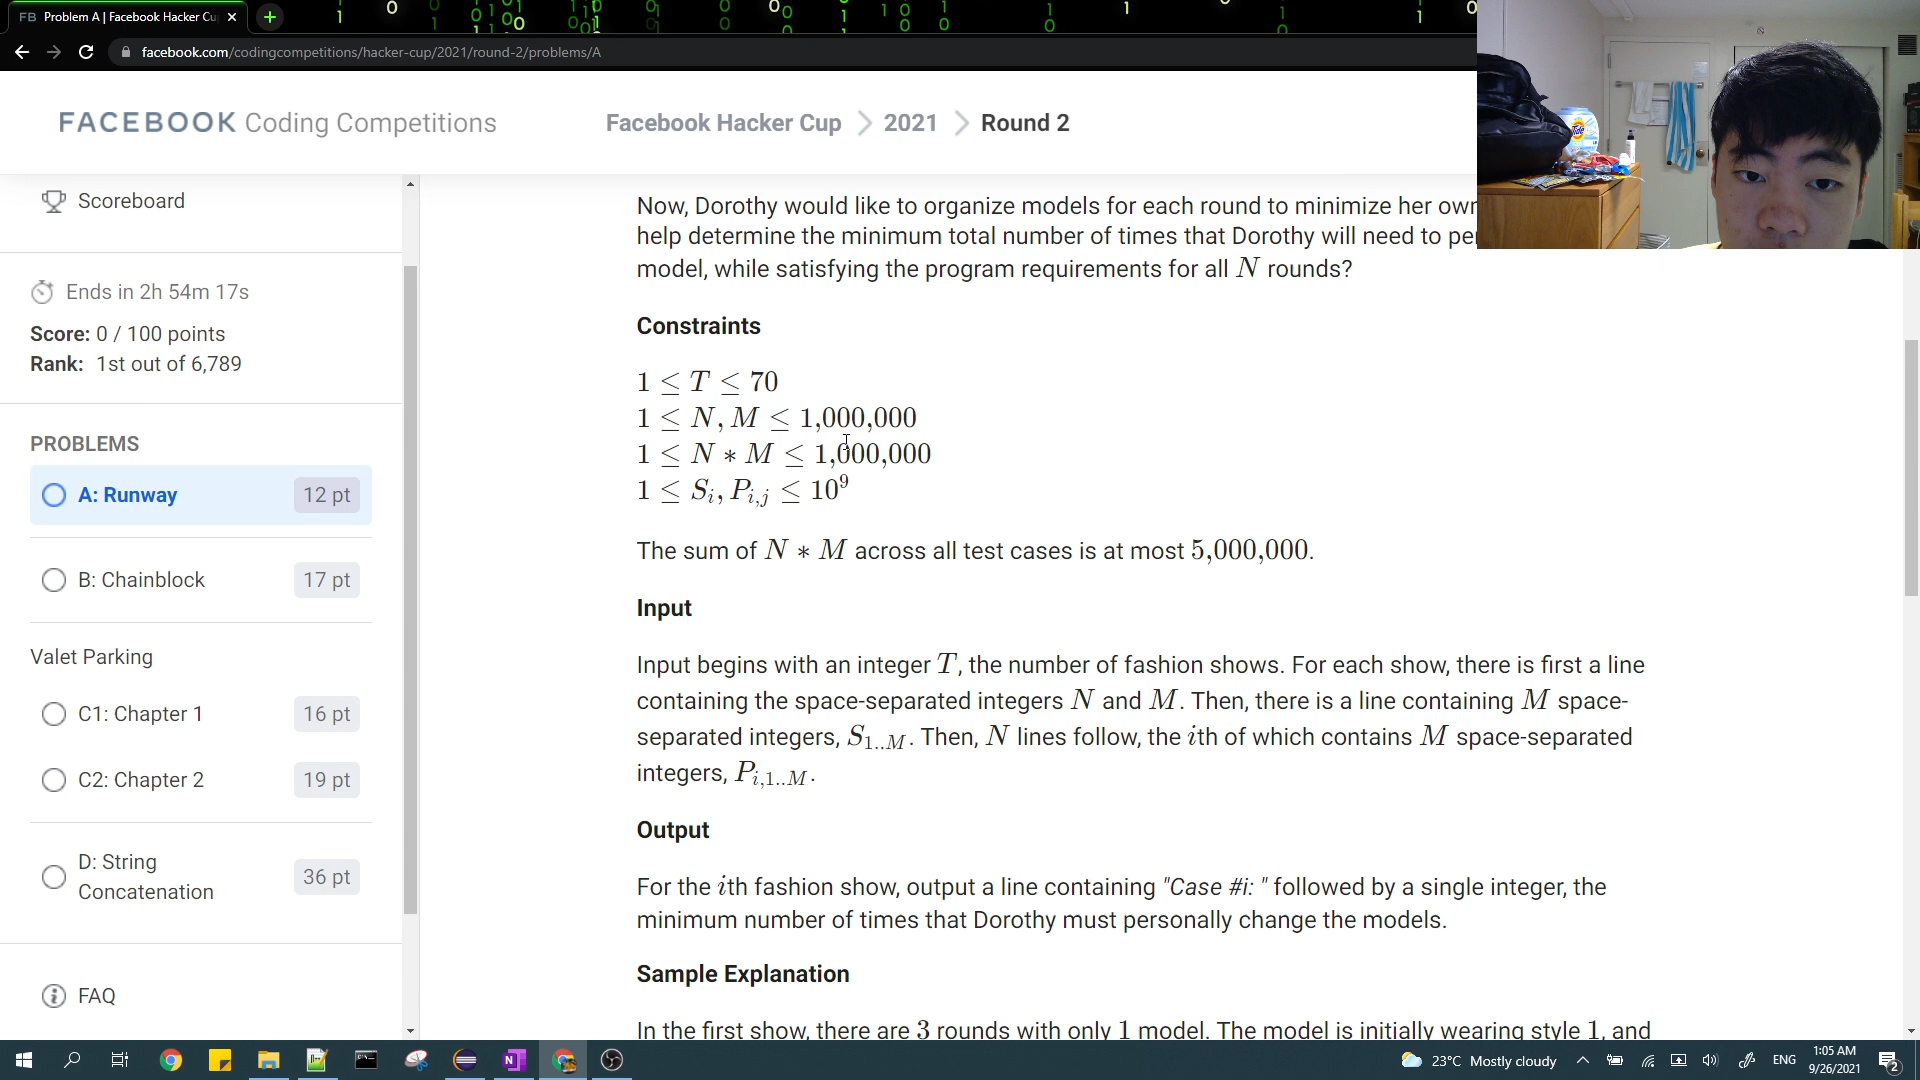 FB Problem A | Facebook Hacker Cu
facebook.com/codingcompetitions/hacker-cup/2021/round-2/problems/A
FACEBOOK Coding Competitions
Facebook Hacker Cup
2021
Round 2
Scoreboard
Ends in 2h 54m 17s
Score: 0 / 100 points
Rank: 1st out of 6,789
PROBLEMS
A: Runway 12 pt
B: Chainblock 17 pt
Valet Parking
C1: Chapter 1 16 pt
C2: Chapter 2 19 pt
D: String
Concatenation 36 pt
FAQ
Now, Dorothy would like to organize models for each round to minimize her own
help determine the minimum total number of times that Dorothy will need to pe
model, while satisfying the program requirements for all N rounds?
Constraints
1 ≤ T ≤ 70
1 ≤ N, M ≤ 1,000,000
1 ≤ N * M ≤ 1,000,000
1 ≤ S_i, P_{i,j} ≤ 10^9
The sum of N * M across all test cases is at most 5,000,000.
Input
Input begins with an integer T, the number of fashion shows. For each show, there is first a line
containing the space-separated integers N and M. Then, there is a line containing M space-
separated integers, S_{1..M}. Then, N lines follow, the ith of which contains M space-separated
integers, P_{i,1..M}.
Output
For the ith fashion show, output a line containing "Case #i: " followed by a single integer, the
minimum number of times that Dorothy must personally change the models.
Sample Explanation
In the first show, there are 3 rounds with only 1 model. The model is initially wearing style 1, and
Tide
23°C Mostly cloudy
ENG
1:05 AM
9/26/2021
2